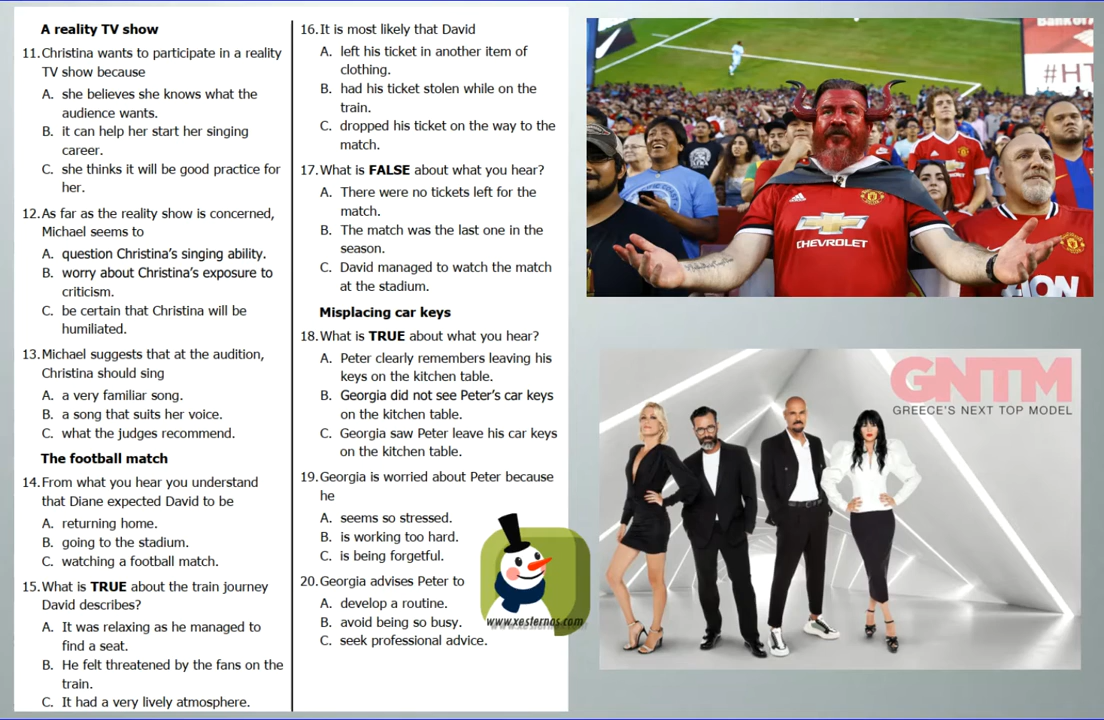 A reality TV show
11. Christina wants to participate in a reality
TV show because
A. she believes she knows what the
audience wants.
B. it can help her start her singing
career.
C. she thinks it will be good practice for
her.
12. As far as the reality show is concerned,
Michael seems to
A. question Christina's singing ability.
B. worry about Christina's exposure to
criticism.
C. be certain that Christina will be
humiliated.
13. Michael suggests that at the audition,
Christina should sing
A. a very familiar song.
B. a song that suits her voice.
C. what the judges recommend.
The football match
14. From what you hear you understand
that Diane expected David to be
A. returning home.
B. going to the stadium.
C. watching a football match.
15. What is TRUE about the train journey
David describes?
A. It was relaxing as he managed to
find a seat.
B. He felt threatened by the fans on the
train.
C. It had a very lively atmosphere.
16. It is most likely that David
A. left his ticket in another item of
clothing.
B. had his ticket stolen while on the
train.
C. dropped his ticket on the way to the
match.
17. What is FALSE about what you hear?
A. There were no tickets left for the
match.
B. The match was the last one in the
season.
C. David managed to watch the match
at the stadium.
Misplacing car keys
18. What is TRUE about what you hear?
A. Peter clearly remembers leaving his
keys on the kitchen table.
B. Georgia did not see Peter's car keys
on the kitchen table.
C. Georgia saw Peter leave his car keys
on the kitchen table.
19. Georgia is worried about Peter because
he
A. seems so stressed.
B. is working too hard.
C. is being forgetful.
20. Georgia advises Peter to
A. develop a routine.
B. avoid being so busy.
C. seek professional advice.
www.xesfernos.com
#HT
CHEVROLET
GNTM
GREECE'S NEXT TOP MODEL